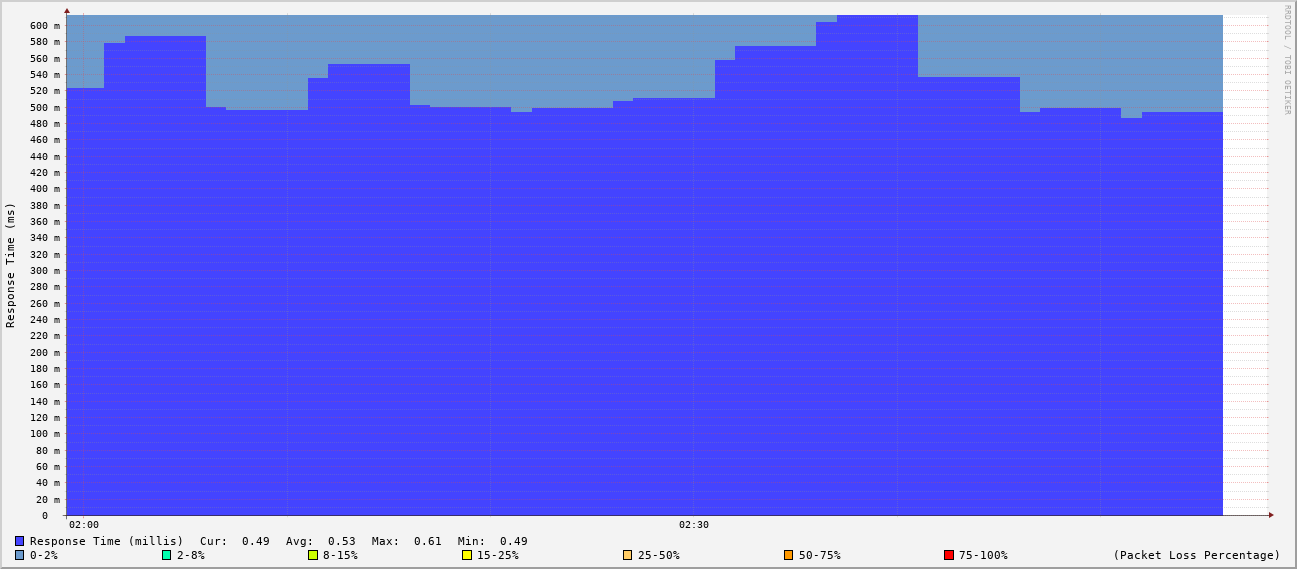 600 m
580 m
560 m
540 m
520 m
500 m
480 m
460 m
440 m
420 m
400 m
380 m
360 m
340 m
320 m
300 m
280 m
260 m
240 m
220 m
200 m
180 m
160 m
140 m
120 m
100 m
80 m
60 m
40 m
20 m
0
Response Time (ms)
02:00 02:30
Response Time (millis) Cur: 0.49 Avg: 0.53 Max: 0.61 Min: 0.49
0-2% 2-8% 8-15% 15-25% 25-50% 50-75% 75-100% (Packet Loss Percentage)
RRDTOOL / TOBI OETIKER